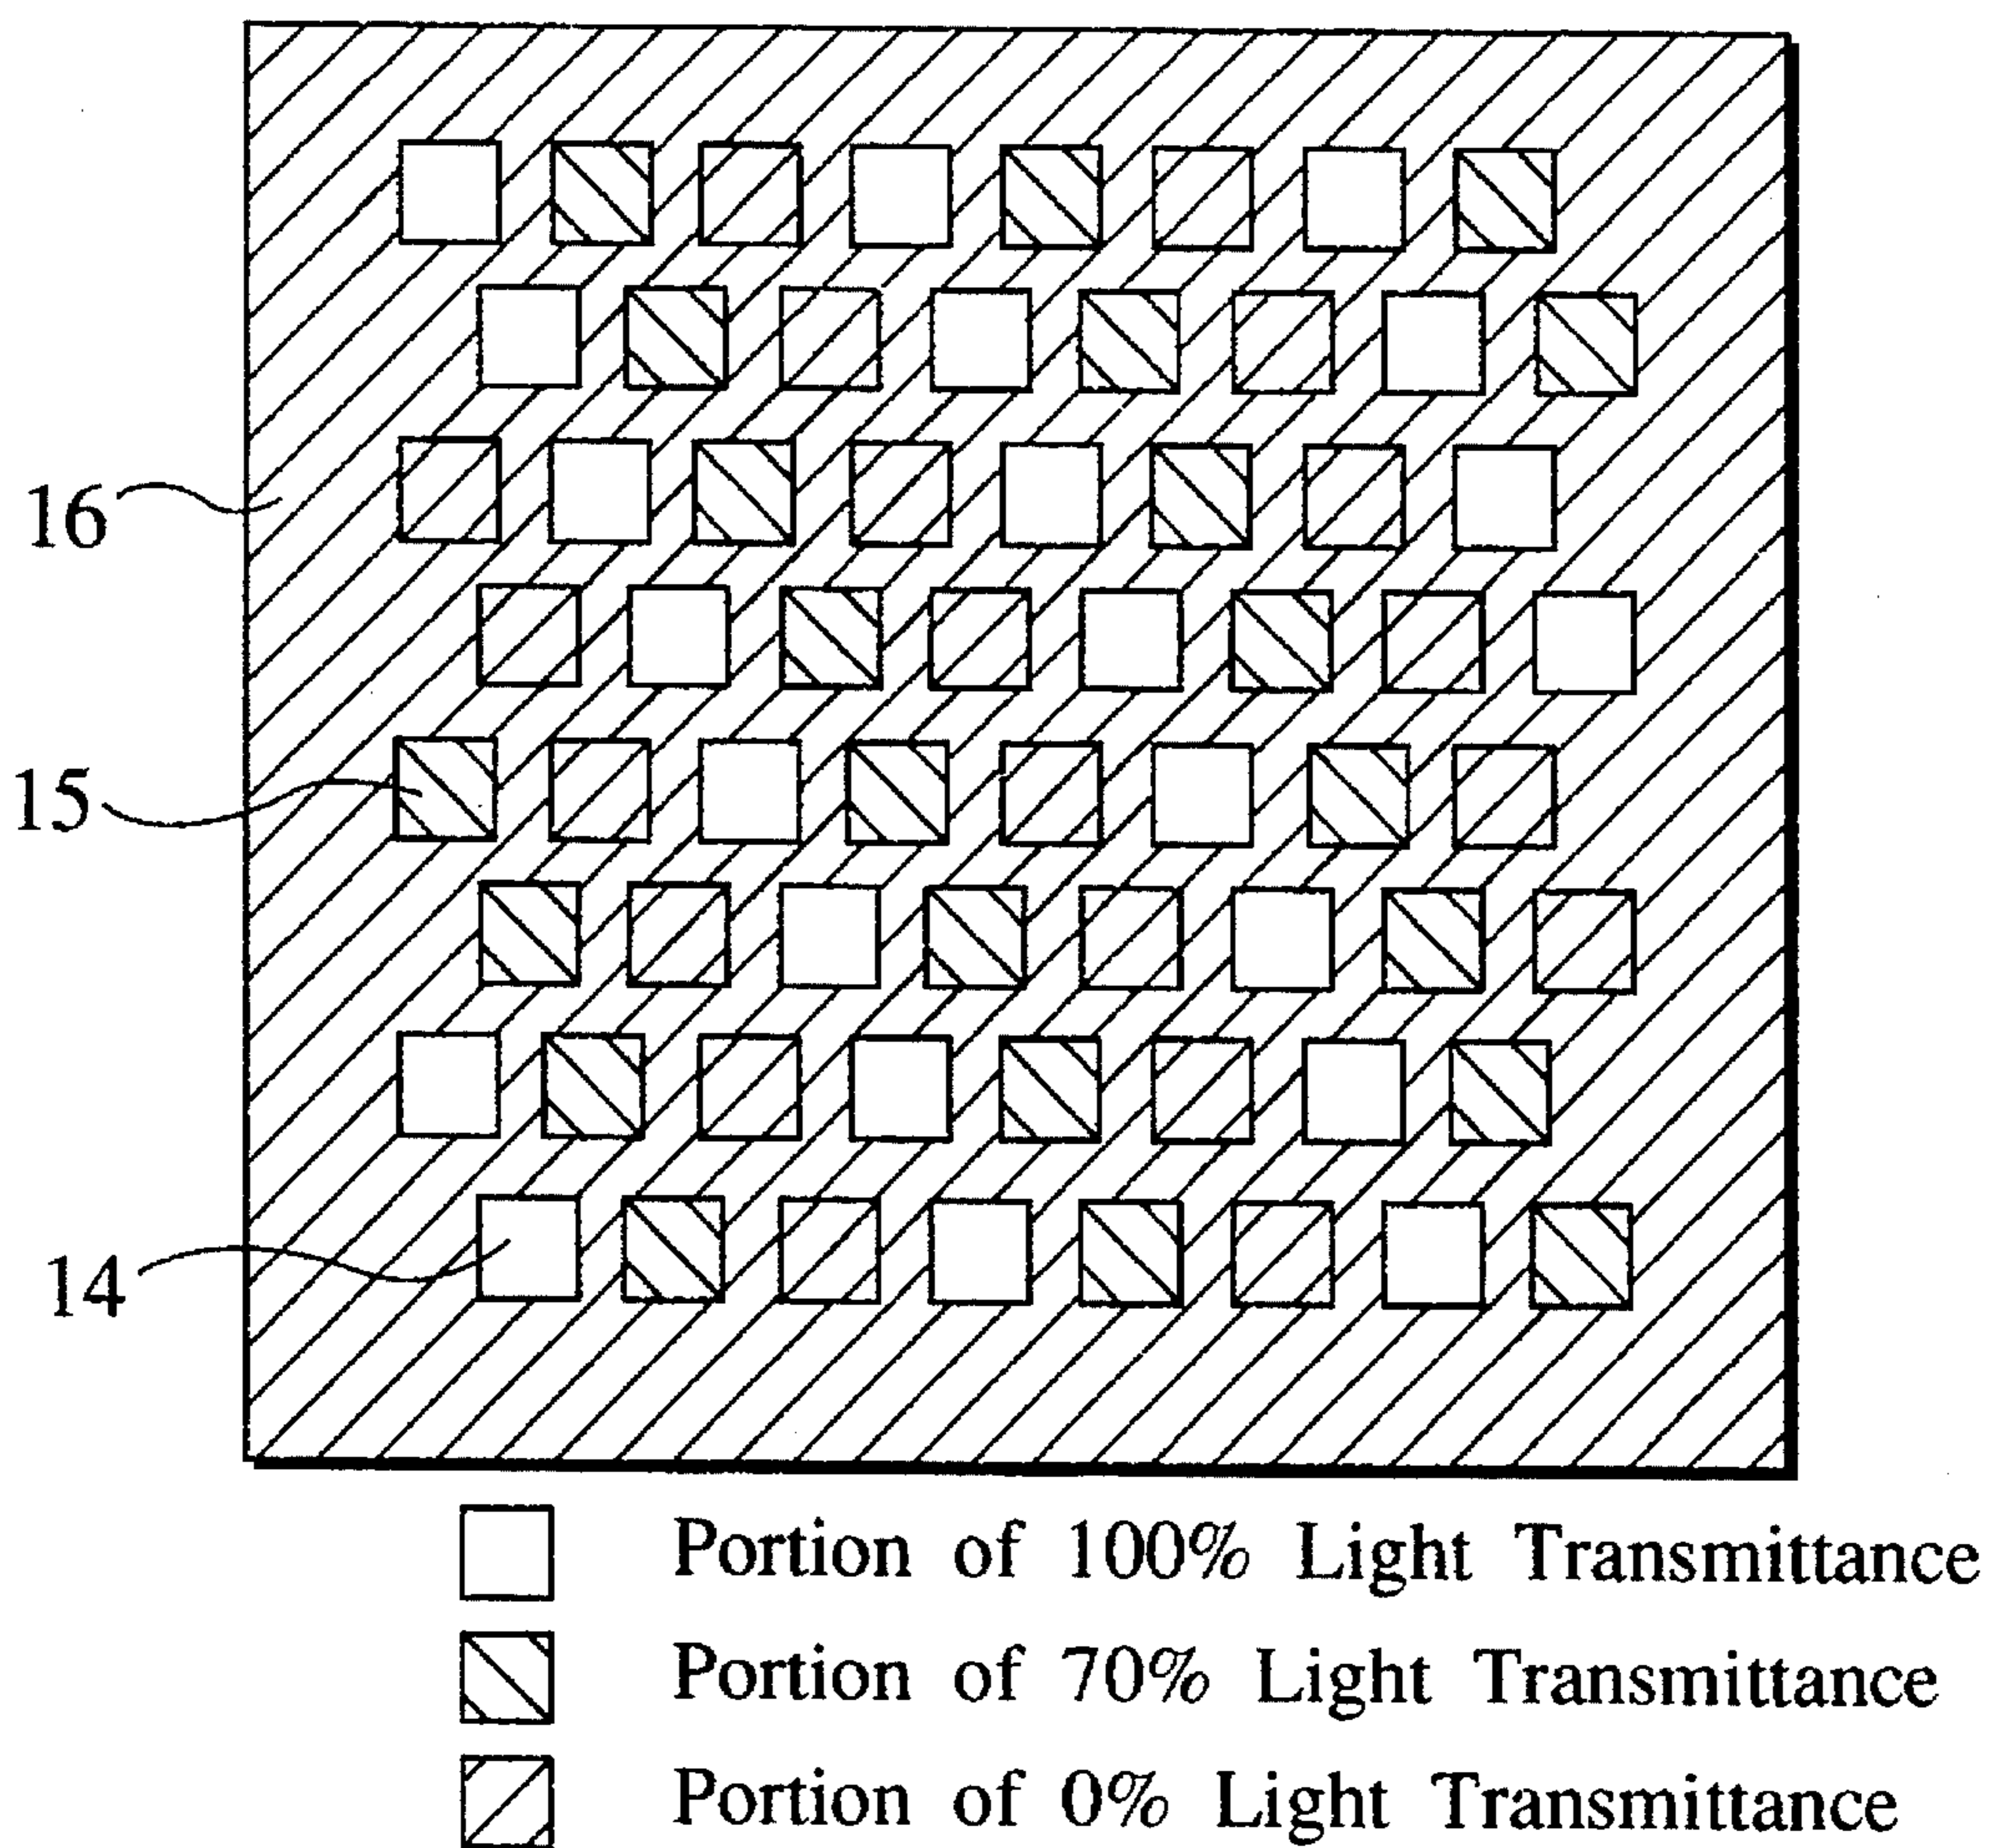 16
15
14
Portion of 100% Light Transmittance
Portion of 70% Light Transmittance
Portion of 0% Light Transmittance